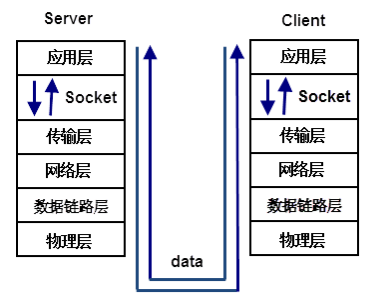 Server
应用层
Socket
传输层
网络层
数据链路层
物理层
Client
应用层
Socket
传输层
网络层
数据链路层
物理层
data